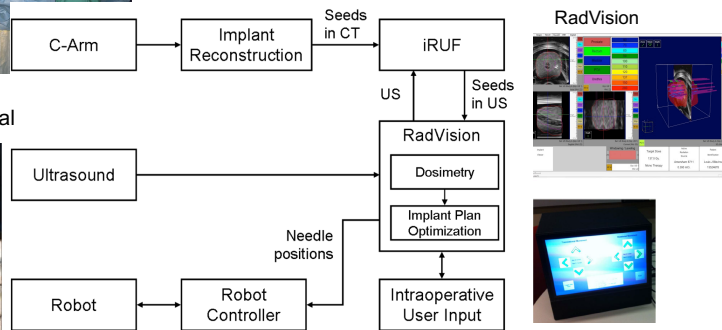 RadVision
C-Arm
Implant
Reconstruction
Seeds
in CT
iRUF
US
Seeds
in US
al
RadVision
Ultrasound
Dosimetry
Implant Plan
Optimization
Needle
positions
Robot
Robot
Controller
Intraoperative
User Input